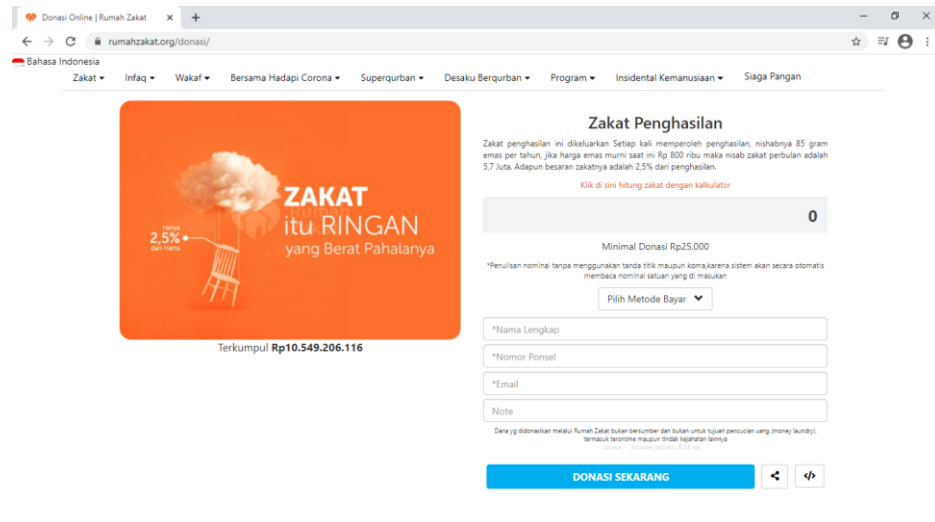 Donasi Online | Rumah Zakat
rumahzakat.org/donasi/
Bahasa Indonesia
Zakat Infaq Wakaf Bersama Hadapi Corona Superqurban Desaku Berqurban Program Insidental Kemanusiaan Siaga Pangan
Hanya
2,5%
dari Harta
ZAKAT
itu RINGAN
yang Berat Pahalanya
Terkumpul Rp10.549.206.116
Zakat Penghasilan
Zakat penghasilan ini dikeluarkan Setiap kali memperoleh penghasilan, nishabnya 85 gram
emas per tahun, jika harga emas murni saat ini Rp 800 ribu maka nisab zakat perbulan adalah
5,7 Juta. Adapun besaran zakatnya adalah 2,5% dari penghasilan.
Klik di sini hitung zakat dengan kalkulator
0
Minimal Donasi Rp25.000
*Penulisan nominal tanpa menggunakan tanda titik maupun koma,karena sistem akan secara otomatis
membaca nominal satuan yang di masukan
Pilih Metode Bayar
*Nama Lengkap
*Nomor Ponsel
*Email
Note
Dana yg didonasikan melalui Rumah Zakat bukan bersumber dan bukan untuk tujuan pencucian uang (money laundry),
termasuk terorisme maupun tindak kejahatan lainnya
DONASI SEKARANG